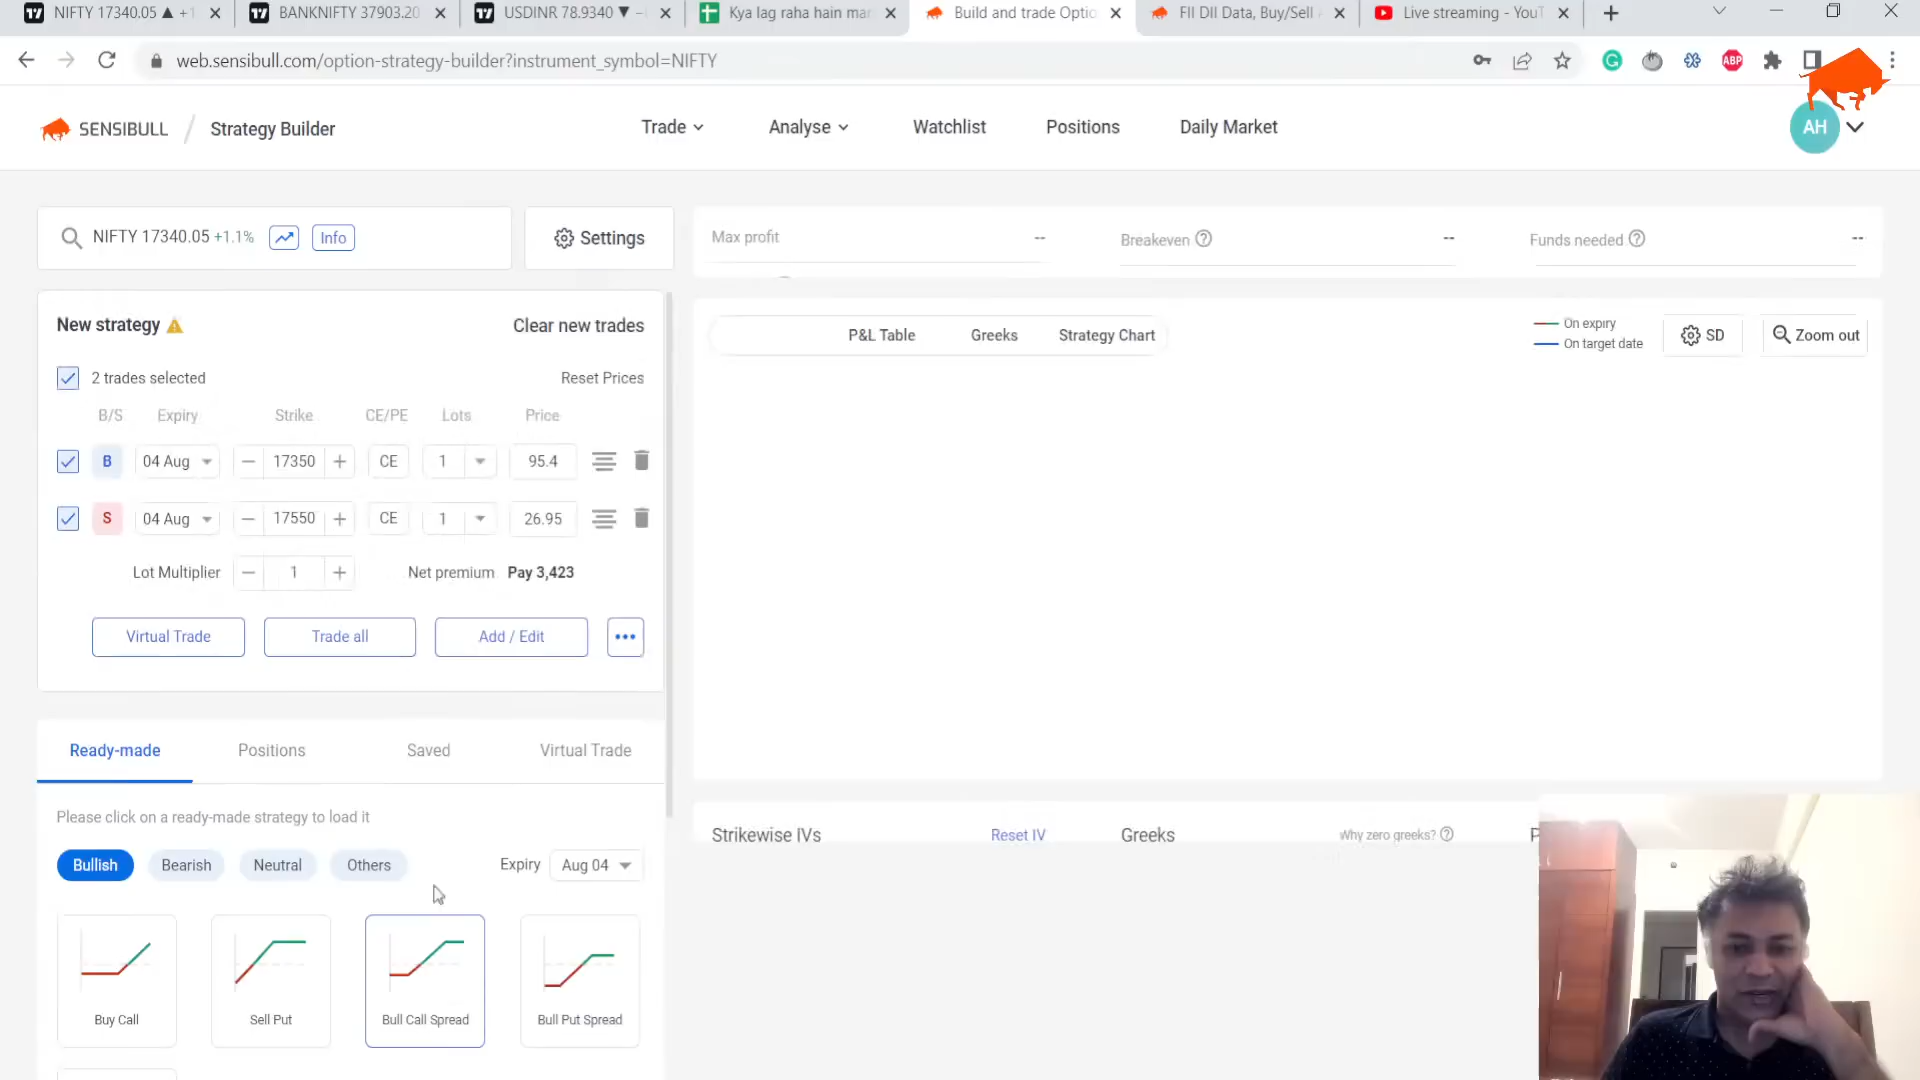 NIFTY 17340.05 ▲ +1
BANKNIFTY 37903.20
USDINR 78.9340 ▼ −
Kya lag raha hain mar
Build and trade Optio
FII DII Data, Buy/Sell
Live streaming - YouT
web.sensibull.com/option-strategy-builder?instrument_symbol=NIFTY
G
ABP
SENSIBULL / Strategy Builder
Trade
Analyse
Watchlist
Positions
Daily Market
AH
NIFTY 17340.05 +1.1%
Info
Settings
Max profit --
Breakeven ? --
Funds needed ? --
New strategy
Clear new trades
P&L Table
Greeks
Strategy Chart
On expiry
On target date
SD
Zoom out
2 trades selected
Reset Prices
B/S Expiry Strike CE/PE Lots Price
B 04 Aug − 17350 + CE 1 95.4
S 04 Aug − 17550 + CE 1 26.95
Lot Multiplier − 1 + Net premium Pay 3,423
Virtual Trade
Trade all
Add / Edit
•••
Ready-made
Positions
Saved
Virtual Trade
Please click on a ready-made strategy to load it
Strikewise IVs
Reset IV
Greeks
Why zero greeks? ?
Bullish
Bearish
Neutral
Others
Expiry Aug 04
Buy Call
Sell Put
Bull Call Spread
Bull Put Spread